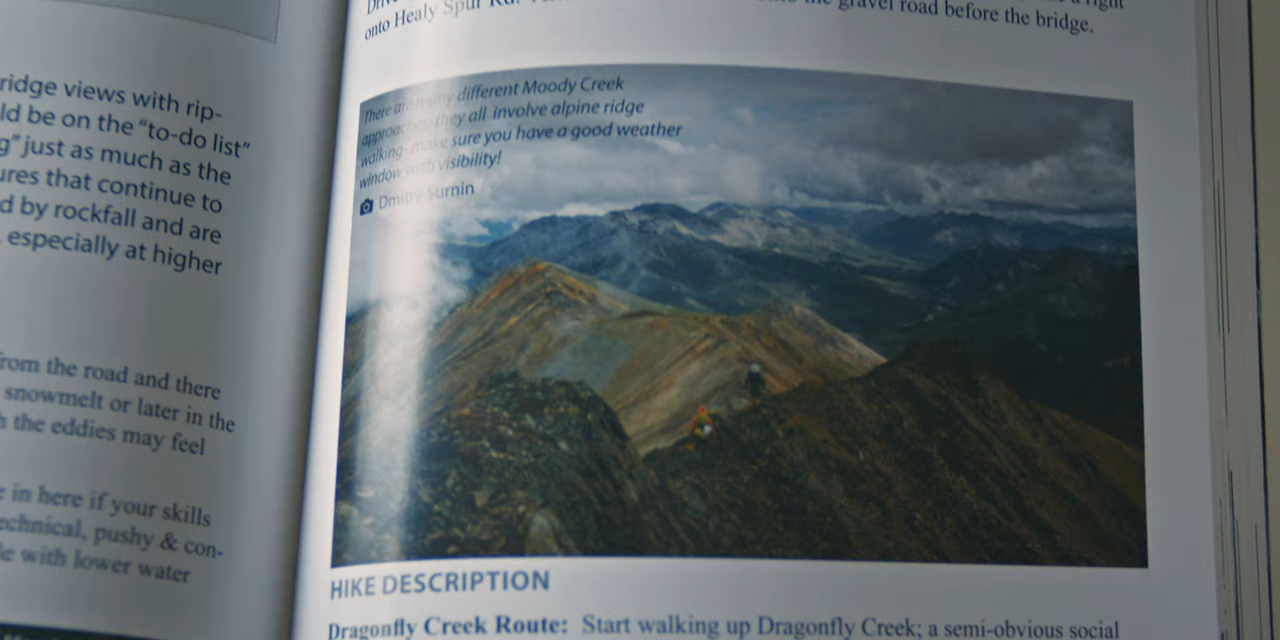 ridge views with rip-
ld be on the "to-do list"
g" just as much as the
ures that continue to
d by rockfall and are
, especially at higher
from the road and there
snowmelt or later in the
the eddies may feel
in here if your skills
echnical, pushy & con-
with lower water
onto Healy Spur Rd.
the gravel road before the bridge.
There are many different Moody Creek
approaches- they all involve alpine ridge
walking- make sure you have a good weather
window with visibility!
Dmitry Surnin
HIKE DESCRIPTION
Dragonfly Creek Route: Start walking up Dragonfly Creek; a semi-obvious social